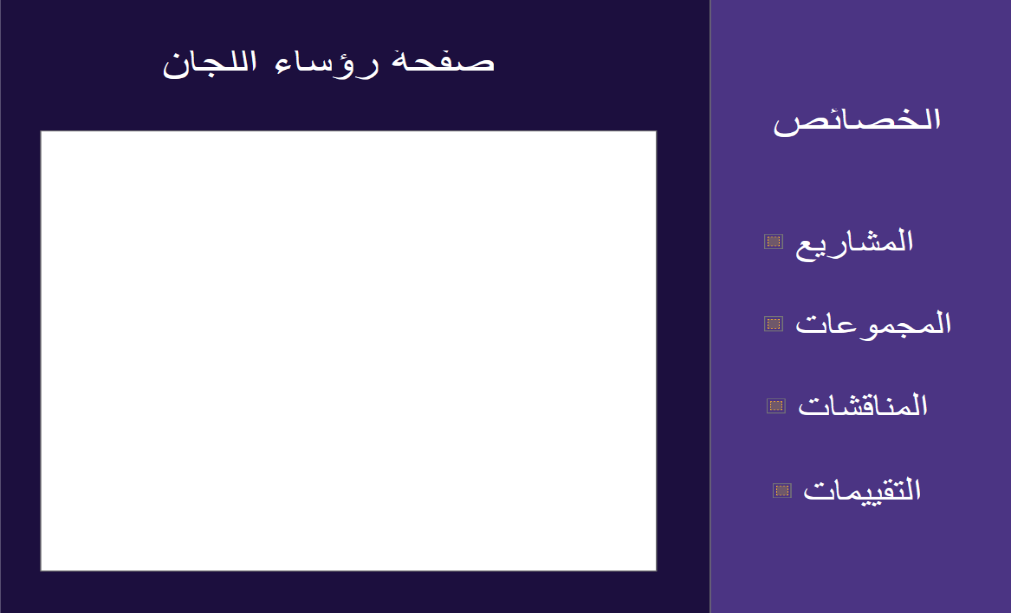 صفحة رؤساء اللجان
الخصائص
المشاريع
المجموعات
المناقشات
التقييمات